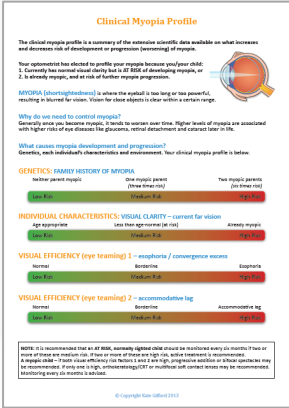 Clinical Myopia Profile
The clinical myopia profile is a summary of the extensive scientific data available on what increases
and decreases risk of development or progression (worsening) of myopia.
Your optometrist has elected to profile your myopia because you/your child:
1. Currently has normal visual clarity but is AT RISK of developing myopia, or
2. Is already myopic, and at risk of further myopia progression.
MYOPIA (shortsightedness) is where the eyeball is too long or too powerful,
resulting in blurred far vision. Vision for close objects is clear within a certain range.
Why do we need to control myopia?
Generally once you become myopic, it tends to worsen over time. Higher levels of myopia are associated
with higher risks of eye diseases like glaucoma, retinal detachment and cataract later in life.
What causes myopia development and progression?
Genetics, each individual's characteristics and environment. Your clinical myopia profile is below.
GENETICS: FAMILY HISTORY OF MYOPIA
Neither parent myopic One myopic parent Two myopic parents
(three times risk) (six times risk)
Low Risk Medium Risk High Risk
INDIVIDUAL CHARACTERISTICS: VISUAL CLARITY – current far vision
Age appropriate Less than age-normal (at risk) Already myopic
Low Risk Medium Risk High Risk
VISUAL EFFICIENCY (eye teaming) 1 – esophoria / convergence excess
Normal Borderline Esophoria
Low Risk Medium Risk High Risk
VISUAL EFFICIENCY (eye teaming) 2 – accommodative lag
Normal Borderline Accommodative lag
Low Risk Medium Risk High Risk
NOTE: It is recommended that an AT RISK, normally sighted child should be monitored every six months if two or
more of these are medium risk. If two or more of these are high risk, active treatment is recommended.
A myopic child – if both visual efficiency risk factors 1 and 2 are high, progressive addition or bifocal spectacles may
be recommended. If only one is high, orthokeratology/CRT or multifocal soft contact lenses may be recommended.
Monitoring every six months is advised.
© Copyright Kate Gifford 2012